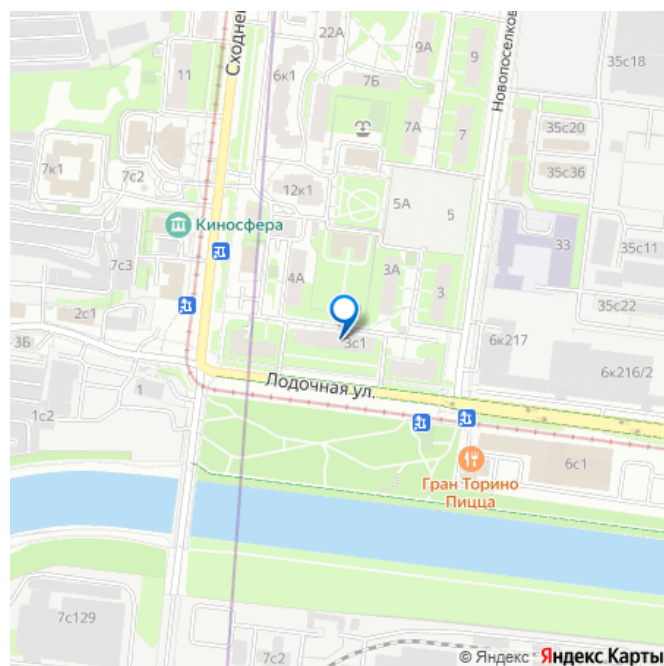 22А
9А
9
35с18
Сходнен
Новопоселков
11
6к1
7Б
7А
7
35с20
7к1
7с2
35с36
12к1
5А
5
Киносфера
33
35с11
7с3
4А
3А
3
35с22
2с1
3Б
3с1
6к217
6к216/2
1
Лодочная ул.
1с2
6с1
Гран Торино
Пицца
7с129
7с2
© Яндекс
Яндекс Карты